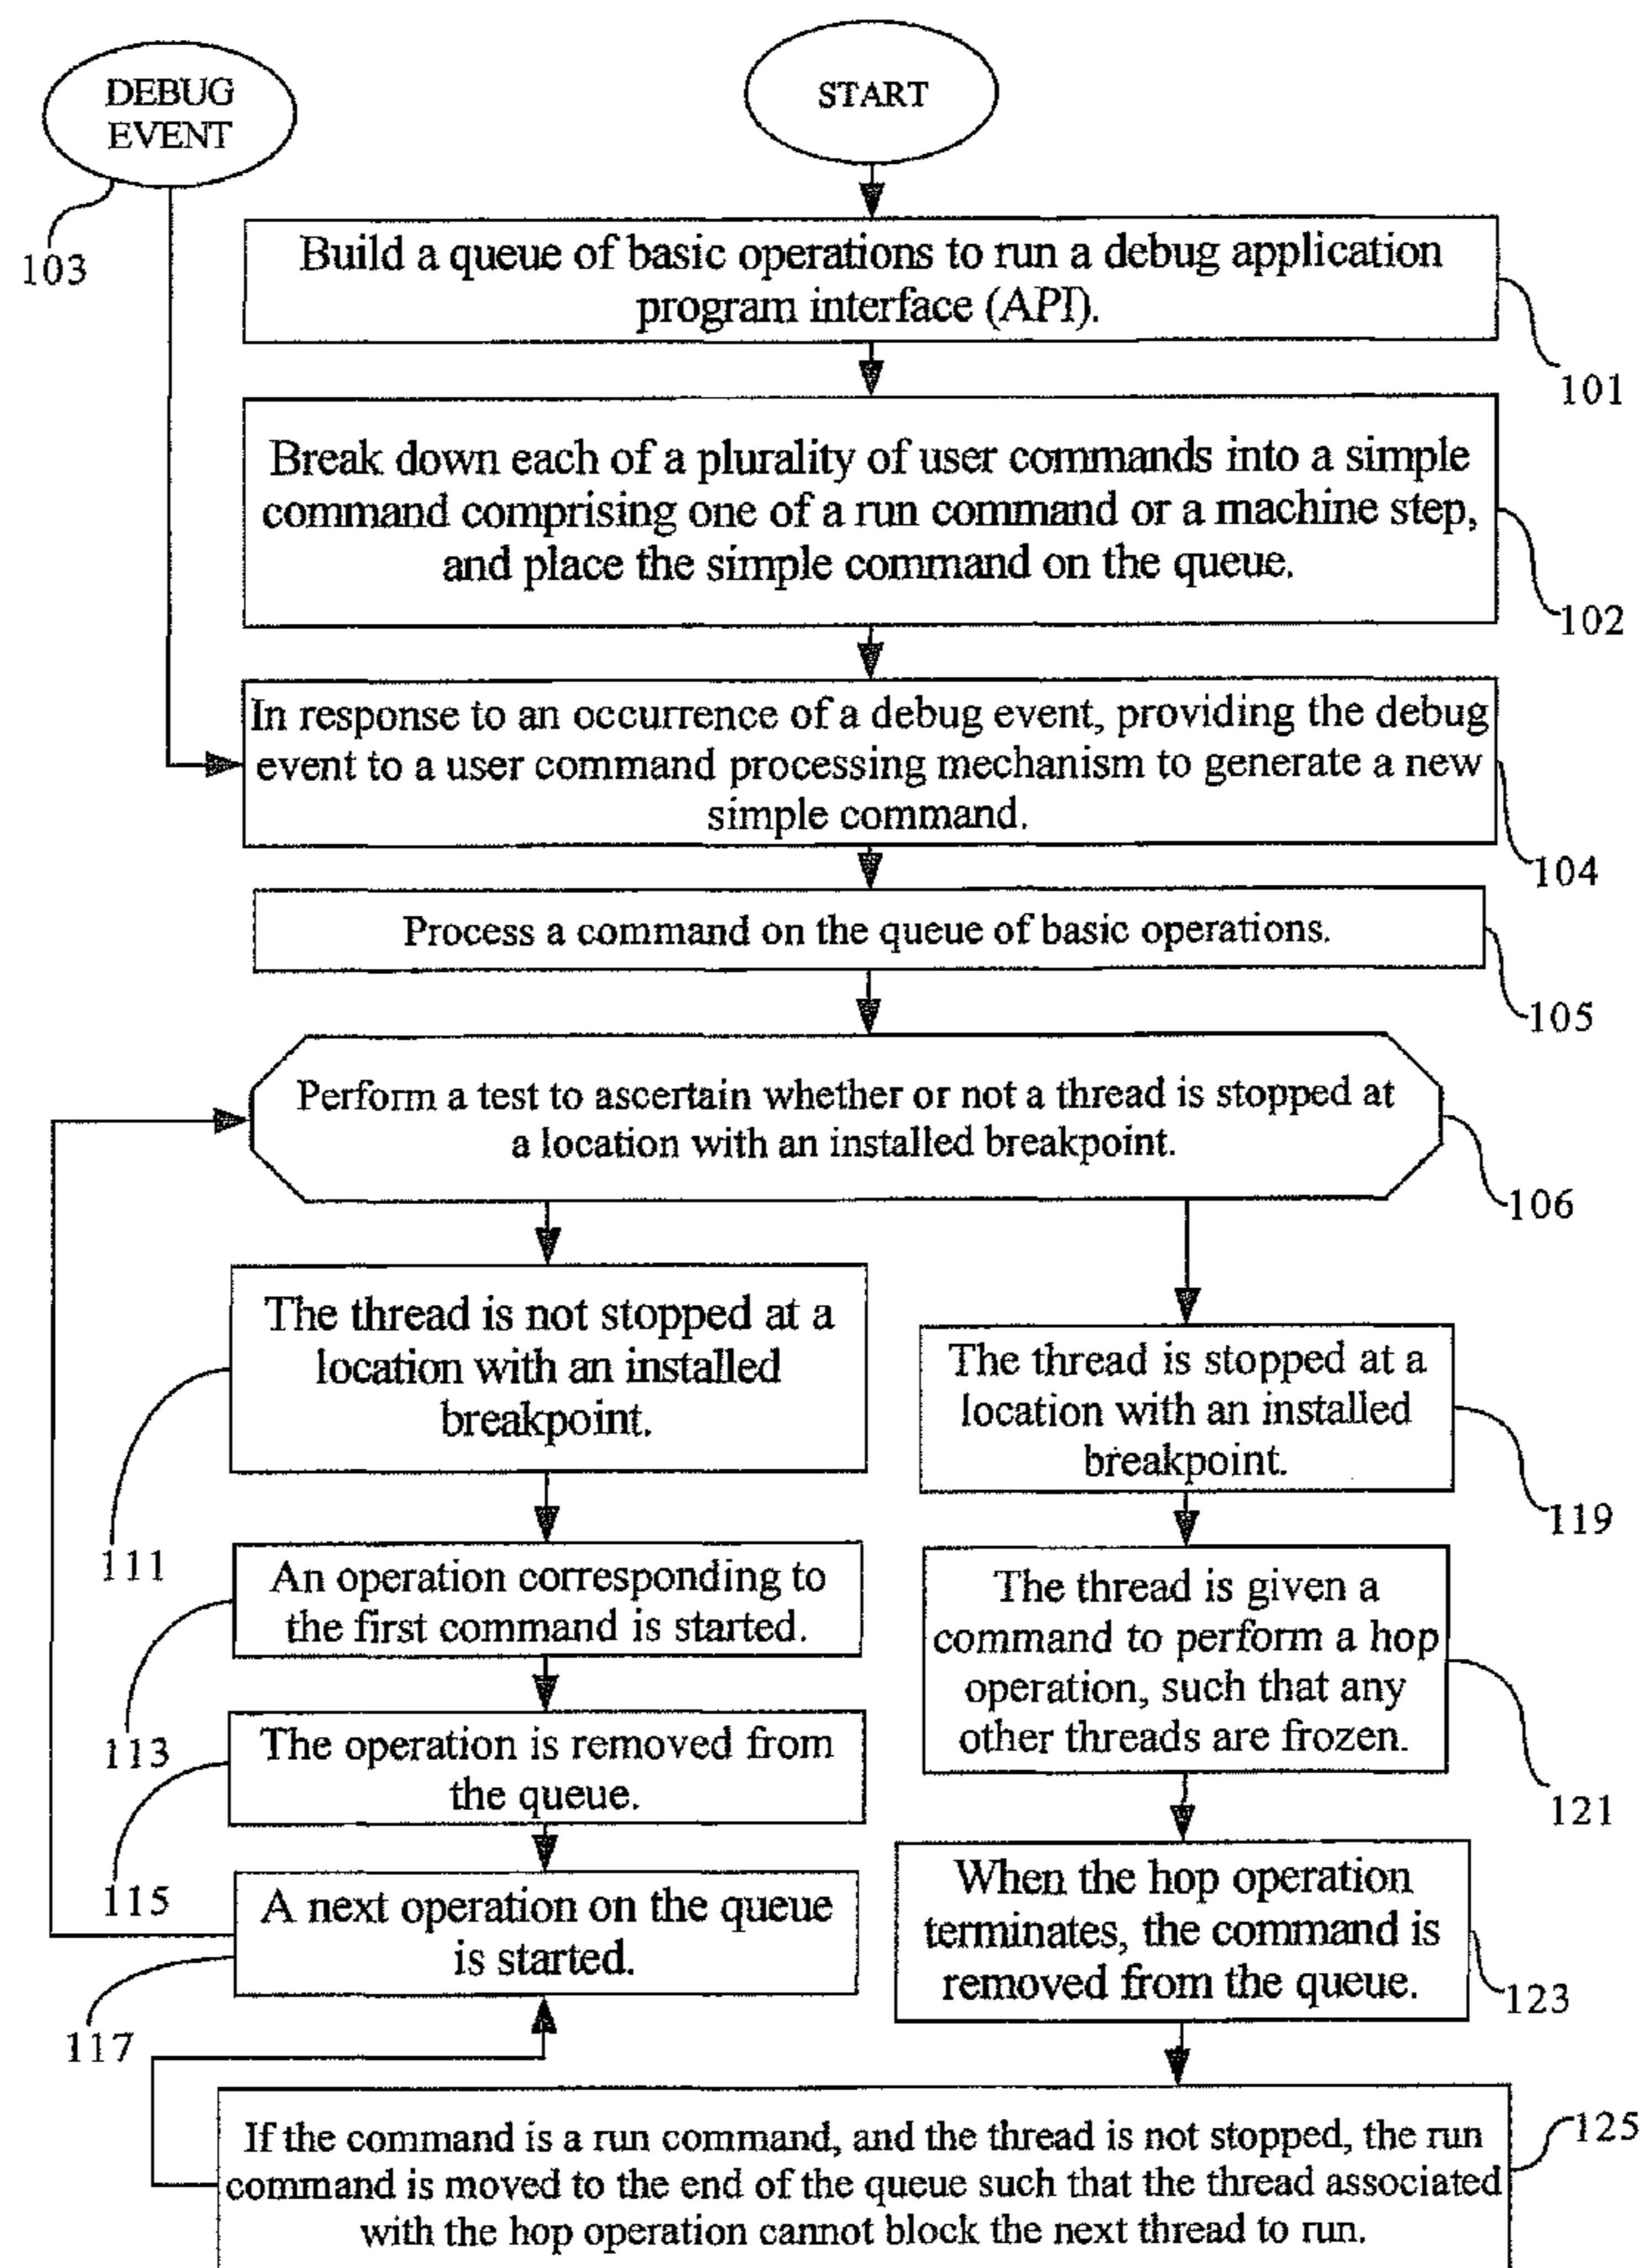 DEBUG
EVENT
START
103
Build a queue of basic operations to run a debug application
program interface (API).
101
Break down each of a plurality of user commands into a simple
command comprising one of a run command or a machine step,
and place the simple command on the queue.
102
In response to an occurrence of a debug event, providing the debug
event to a user command processing mechanism to generate a new
simple command.
104
Process a command on the queue of basic operations.
105
Perform a test to ascertain whether or not a thread is stopped at
a location with an installed breakpoint.
106
The thread is not stopped at a
location with an installed
breakpoint.
111
An operation corresponding to
the first command is started.
113
The operation is removed from
the queue.
115
A next operation on the queue
is started.
117
The thread is stopped at a
location with an installed
breakpoint.
119
The thread is given a
command to perform a hop
operation, such that any
other threads are frozen.
121
When the hop operation
terminates, the command is
removed from the queue.
123
If the command is a run command, and the thread is not stopped, the run
command is moved to the end of the queue such that the thread associated
with the hop operation cannot block the next thread to run.
125